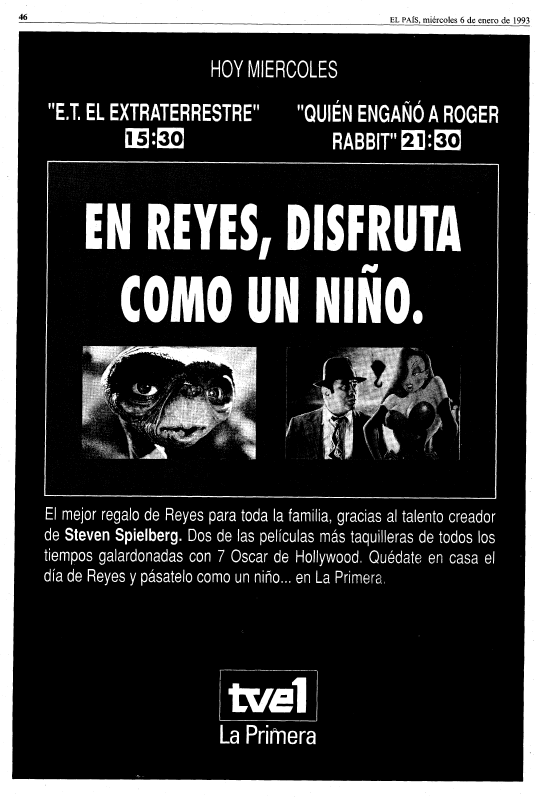 46
EL PAÍS, miércoles 6 de enero de 1993
HOY MIERCOLES
"E.T. EL EXTRATERRESTRE"
15:30
"QUIÉN ENGAÑÓ A ROGER
RABBIT" 21:30
EN REYES, DISFRUTA
COMO UN NIÑO.
El mejor regalo de Reyes para toda la familia, gracias al talento creador
de Steven Spielberg. Dos de las películas más taquilleras de todos los
tiempos galardonadas con 7 Oscar de Hollywood. Quédate en casa el
día de Reyes y pásatelo como un niño... en La Primera.
tve1
La Primera